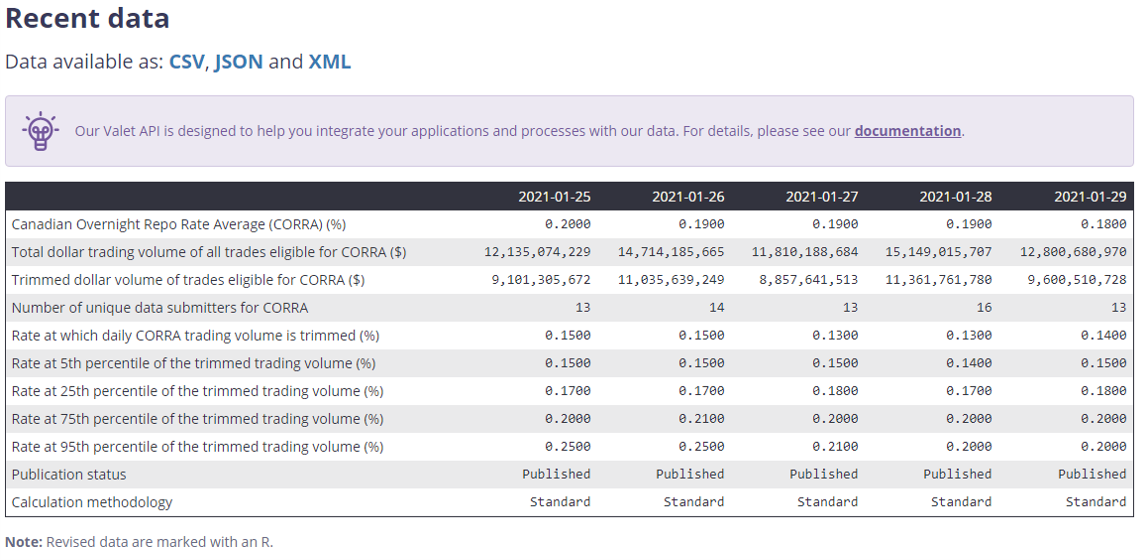 Recent data
Data available as: CSV, JSON and XML
Our Valet API is designed to help you integrate your applications and processes with our data. For details, please see our documentation.
2021-01-25 2021-01-26 2021-01-27 2021-01-28 2021-01-29
Canadian Overnight Repo Rate Average (CORRA) (%) 0.2000 0.1900 0.1900 0.1900 0.1800
Total dollar trading volume of all trades eligible for CORRA ($) 12,135,074,229 14,714,185,665 11,810,188,684 15,149,015,707 12,800,680,970
Trimmed dollar volume of trades eligible for CORRA ($) 9,101,305,672 11,035,639,249 8,857,641,513 11,361,761,780 9,600,510,728
Number of unique data submitters for CORRA 13 14 13 16 13
Rate at which daily CORRA trading volume is trimmed (%) 0.1500 0.1500 0.1300 0.1300 0.1400
Rate at 5th percentile of the trimmed trading volume (%) 0.1500 0.1500 0.1500 0.1400 0.1500
Rate at 25th percentile of the trimmed trading volume (%) 0.1700 0.1700 0.1800 0.1700 0.1800
Rate at 75th percentile of the trimmed trading volume (%) 0.2000 0.2100 0.2000 0.2000 0.2000
Rate at 95th percentile of the trimmed trading volume (%) 0.2500 0.2500 0.2100 0.2000 0.2000
Publication status Published Published Published Published Published
Calculation methodology Standard Standard Standard Standard Standard
Note: Revised data are marked with an R.